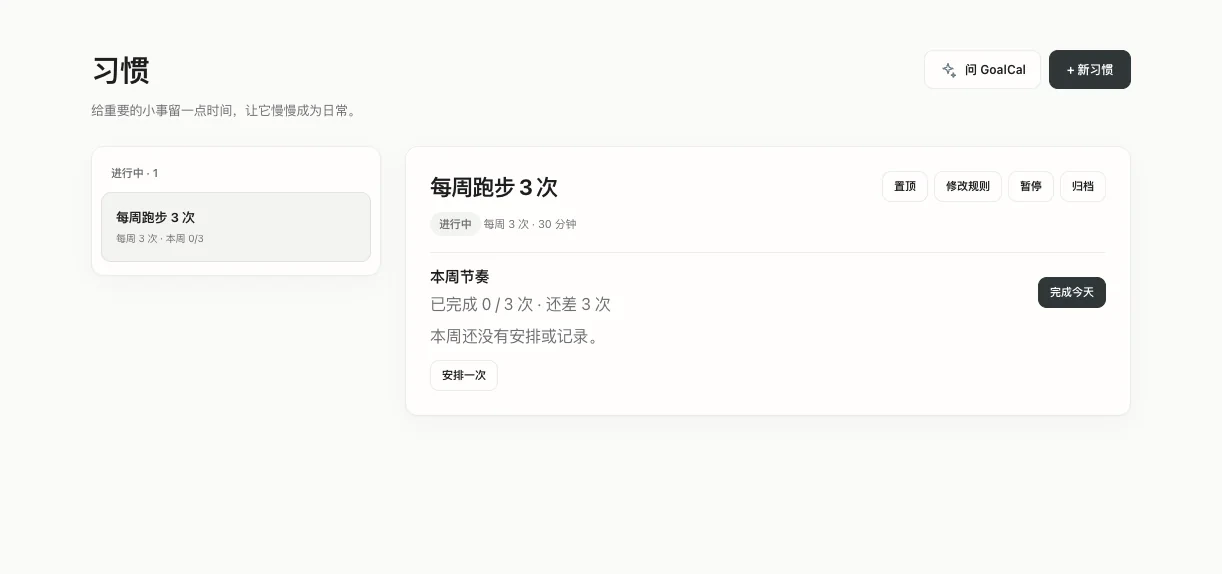 习惯
给重要的小事留一点时间，让它慢慢成为日常。
问 GoalCal
+ 新习惯
进行中 · 1
每周跑步 3 次
每周 3 次 · 本周 0/3
每周跑步 3 次
置顶
修改规则
暂停
归档
进行中 每周 3 次 · 30 分钟
本周节奏
已完成 0 / 3 次 · 还差 3 次
完成今天
本周还没有安排或记录。
安排一次